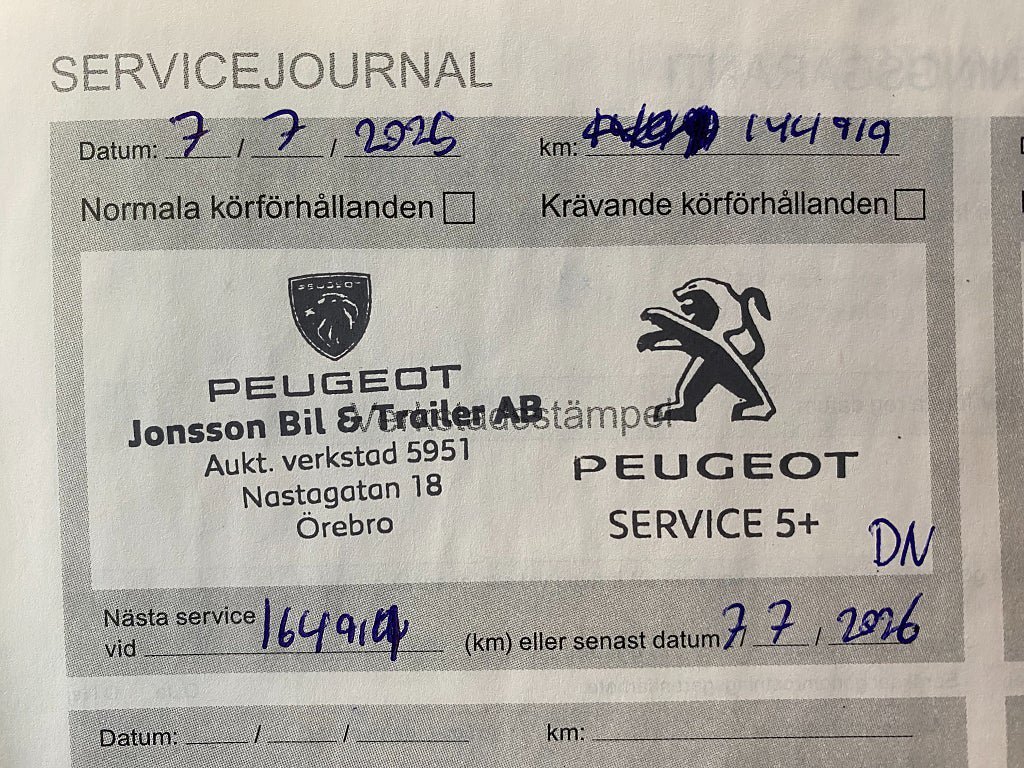 SERVICEJOURNAL
Datum: 7 / 7 / 2025 km: 144919
Normala körförhållanden Krävande körförhållanden
PEUGEOT
PEUGEOT
Jonsson Bil & Trailer AB
Verkstadsstämpel
Aukt. verkstad 5951
Nastagatan 18
Örebro
PEUGEOT
SERVICE 5+
DN
Nästa service
vid 164919 (km) eller senast datum 7 / 7 / 2026
Datum: / / km: